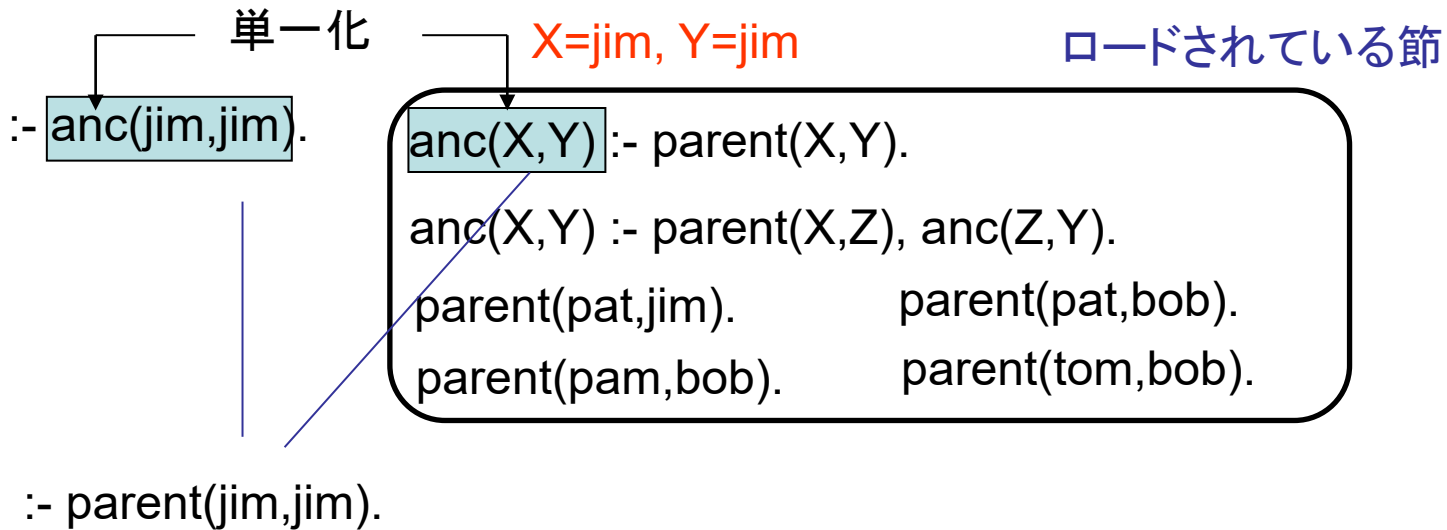 単一化
X=jim, Y=jim
ロードされている節
:- anc(jim,jim).
anc(X,Y) :- parent(X,Y).
anc(X,Y) :- parent(X,Z), anc(Z,Y).
parent(pat,jim). parent(pat,bob).
parent(pam,bob). parent(tom,bob).
:- parent(jim,jim).